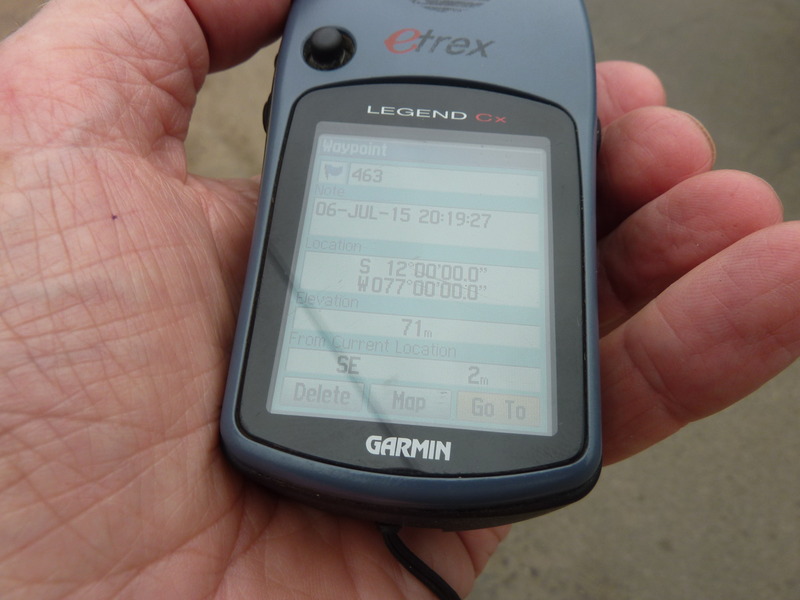 etrex
LEGEND Cx
Waypoint
463
Note
06-JUL-15 20:19:27
Location
S 12°00'00.0"
W077°00'00.0"
Elevation
71m
From Current Location
SE 2m
Delete Map Go To
GARMIN